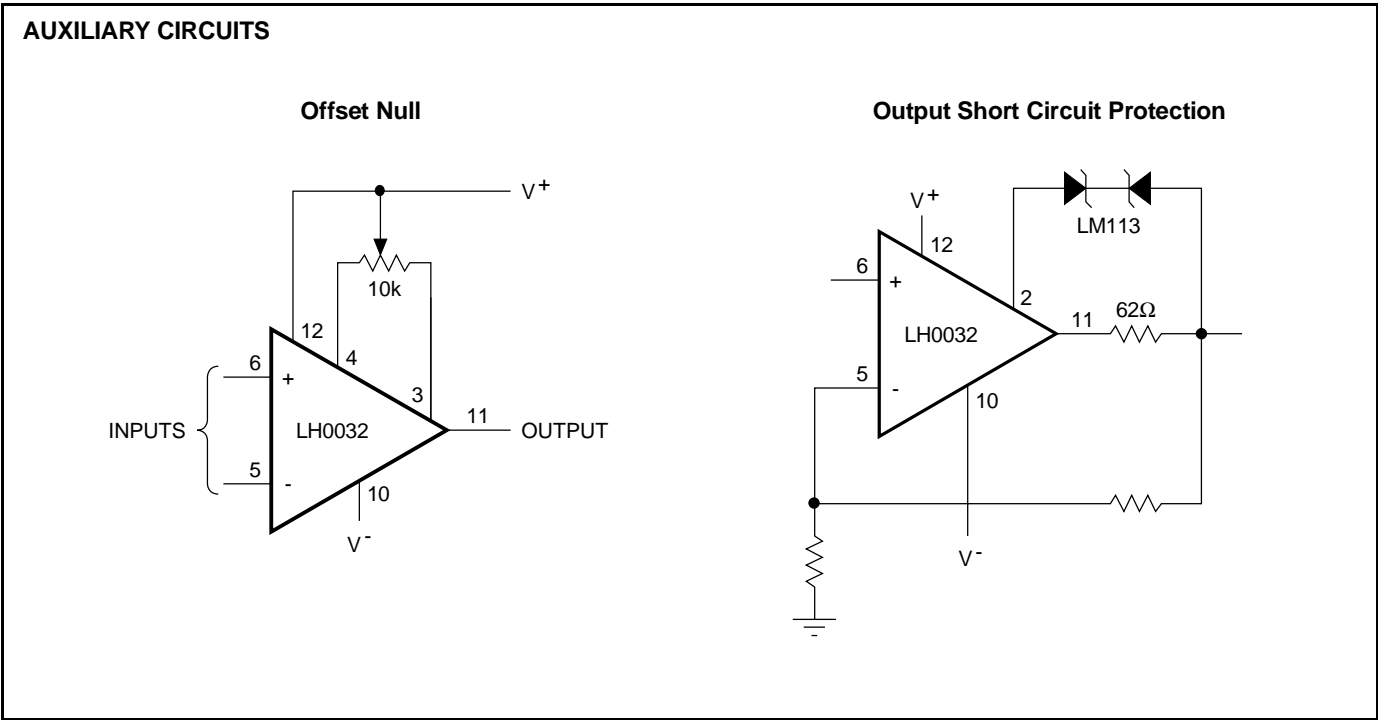 AUXILIARY CIRCUITS
Offset Null
V+
10k
12
4
6
+
3
11
INPUTS
LH0032
OUTPUT
5
-
10
V-
Output Short Circuit Protection
V+
LM113
12
6
+
2
62Ω
11
LH0032
5
-
10
V-